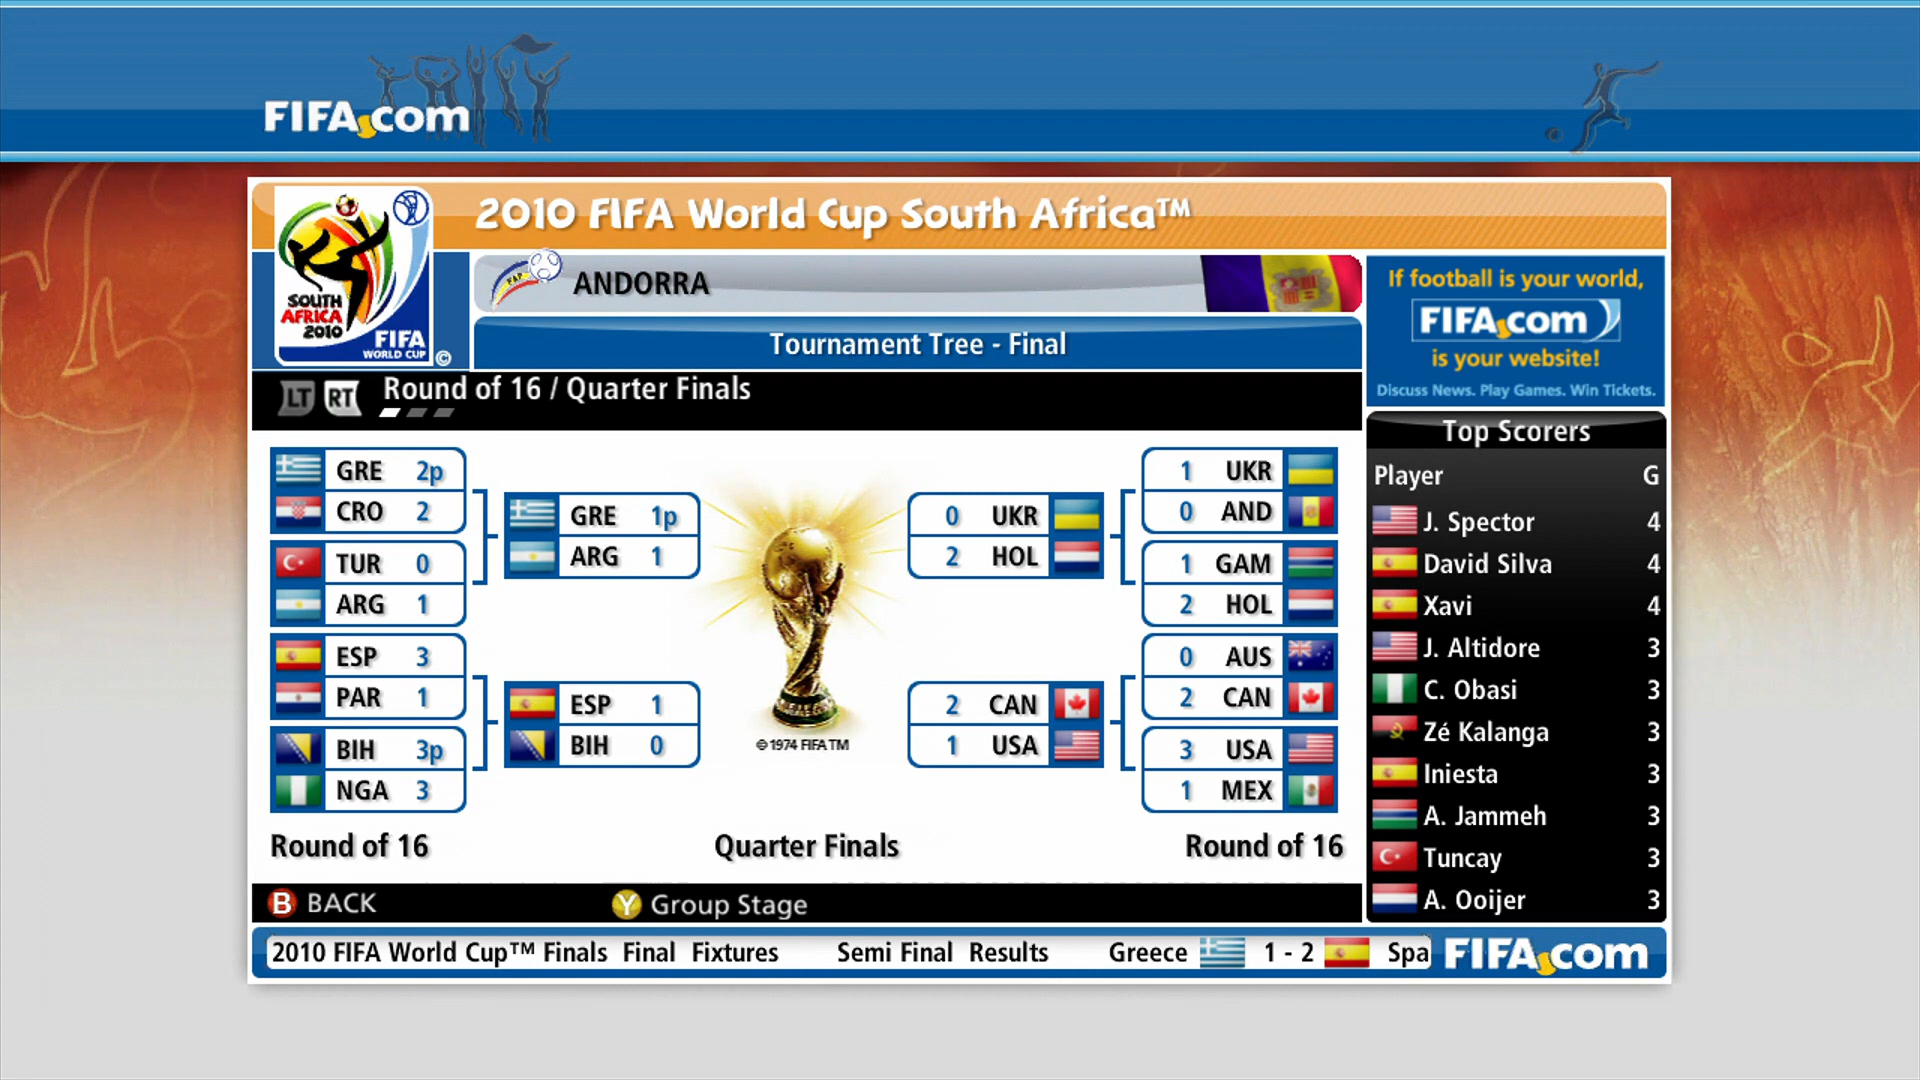 FIFA.com
2010 FIFA World Cup South Africa™
SOUTH
AFRICA
2010
FIFA
WORLD CUP ©
FAF
ANDORRA
Tournament Tree - Final
LT RT Round of 16 / Quarter Finals
If football is your world,
FIFA.com
is your website!
Discuss News. Play Games. Win Tickets.
GRE 2p
CRO 2
TUR 0
ARG 1
ESP 3
PAR 1
BIH 3p
NGA 3
GRE 1p
ARG 1
ESP 1
BIH 0
© 1974 FIFA TM
0 UKR
2 HOL
2 CAN
1 USA
1 UKR
0 AND
1 GAM
2 HOL
0 AUS
2 CAN
3 USA
1 MEX
Round of 16 Quarter Finals Round of 16
Top Scorers
Player G
J. Spector 4
David Silva 4
Xavi 4
J. Altidore 3
C. Obasi 3
Zé Kalanga 3
Iniesta 3
A. Jammeh 3
Tuncay 3
A. Ooijer 3
B BACK Y Group Stage
2010 FIFA World Cup™ Finals Final Fixtures Semi Final Results Greece 1 - 2 Spa FIFA.com